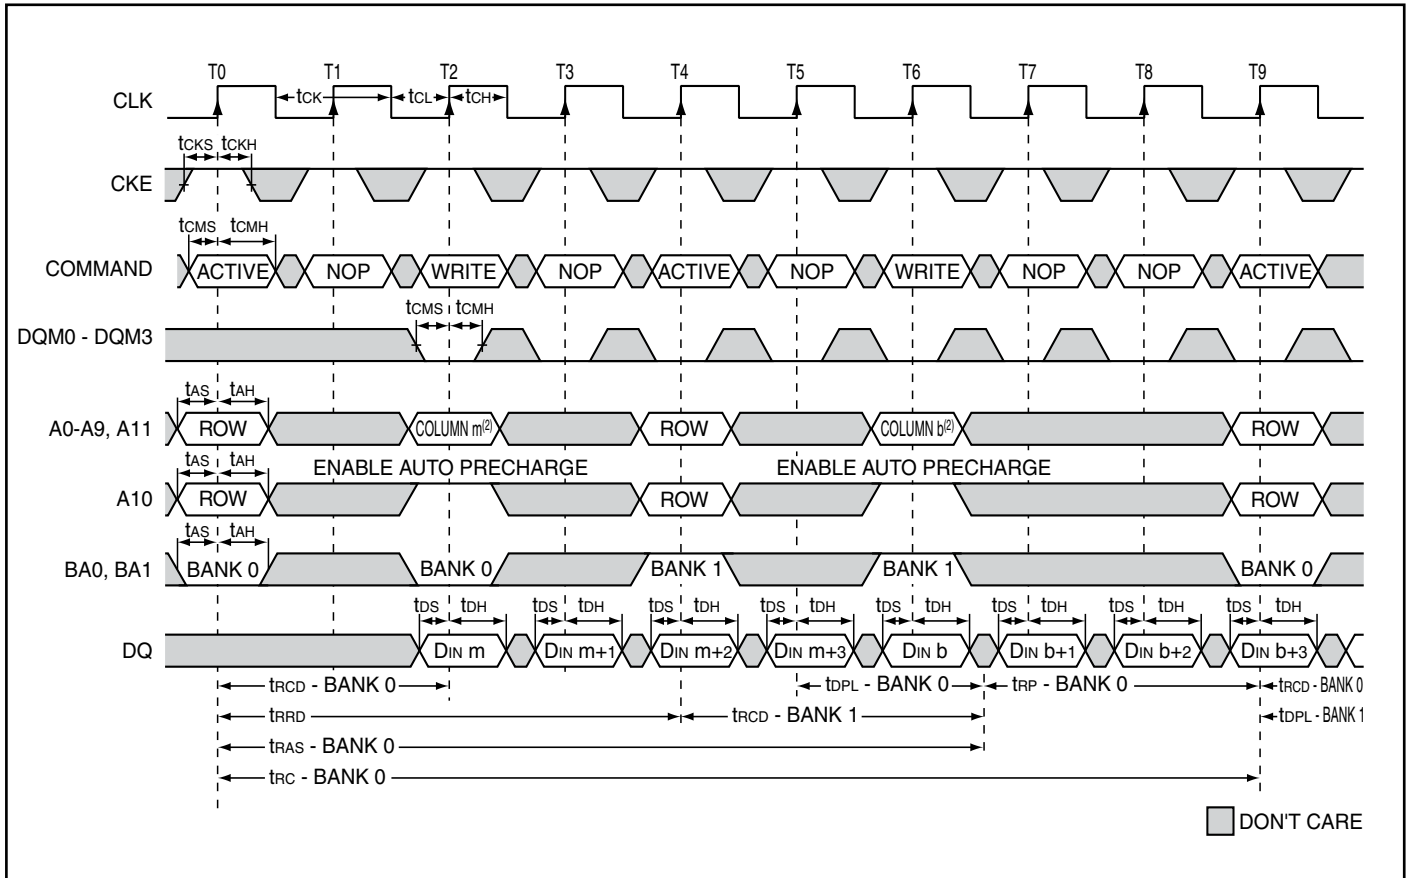 T0 T1 T2 T3 T4 T5 T6 T7 T8 T9
CLK tCK tCL tCH
tCKS tCKH
CKE
tCMS tCMH
COMMAND ACTIVE NOP WRITE NOP ACTIVE NOP WRITE NOP NOP ACTIVE
tCMS tCMH
DQM0 - DQM3
tAS tAH
A0-A9, A11 ROW COLUMN m(2) ROW COLUMN b(2) ROW
tAS tAH ENABLE AUTO PRECHARGE ENABLE AUTO PRECHARGE
A10 ROW ROW ROW
tAS tAH
BA0, BA1 BANK 0 BANK 0 BANK 1 BANK 1 BANK 0
tDS tDH tDS tDH tDS tDH tDS tDH tDS tDH tDS tDH tDS tDH tDS tDH
DQ DIN m DIN m+1 DIN m+2 DIN m+3 DIN b DIN b+1 DIN b+2 DIN b+3
tRCD - BANK 0 tDPL - BANK 0 tRP - BANK 0 tRCD - BANK 0
tRRD tRCD - BANK 1 tDPL - BANK 1
tRAS - BANK 0
tRC - BANK 0
DON'T CARE